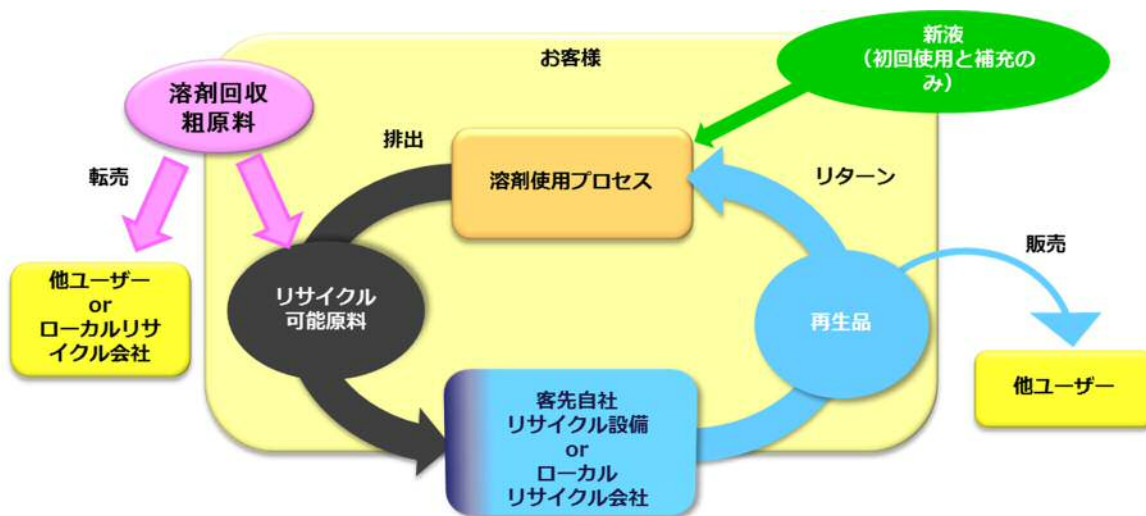 新液
（初回使用と補充の
み）
お客様
溶剤回収
粗原料
排出
転売
溶剤使用プロセス
リターン
販売
他ユーザー
or
ローカルリサ
イクル会社
リサイクル
可能原料
再生品
他ユーザー
客先自社
リサイクル設備
or
ローカル
リサイクル会社